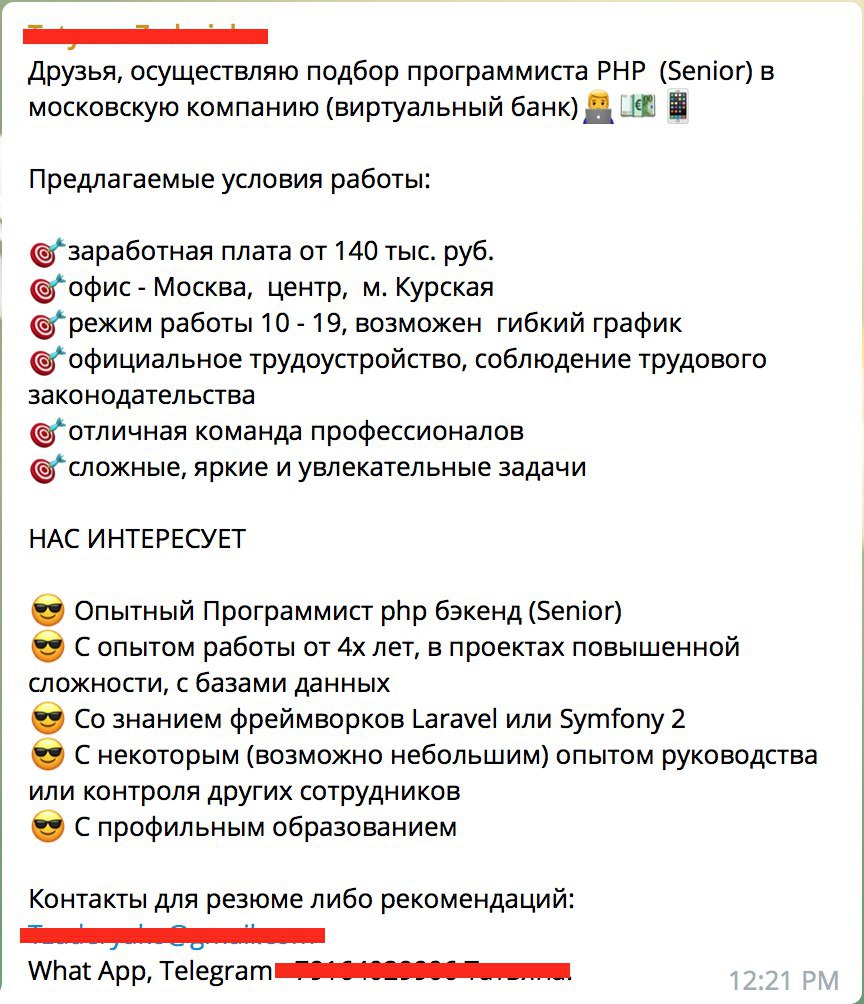 Друзья, осуществляю подбор программиста PHP (Senior) в
московскую компанию (виртуальный банк)👨‍💻💶📱
Предлагаемые условия работы:
🎯заработная плата от 140 тыс. руб.
🎯офис - Москва, центр, м. Курская
🎯режим работы 10 - 19, возможен гибкий график
🎯официальное трудоустройство, соблюдение трудового
законодательства
🎯отличная команда профессионалов
🎯сложные, яркие и увлекательные задачи
НАС ИНТЕРЕСУЕТ
😎 Опытный Программист php бэкенд (Senior)
😎 С опытом работы от 4х лет, в проектах повышенной
сложности, с базами данных
😎 Со знанием фреймворков Laravel или Symfony 2
😎 С некоторым (возможно небольшим) опытом руководства
или контроля других сотрудников
😎 С профильным образованием
Контакты для резюме либо рекомендаций:
What App, Telegram
12:21 PM